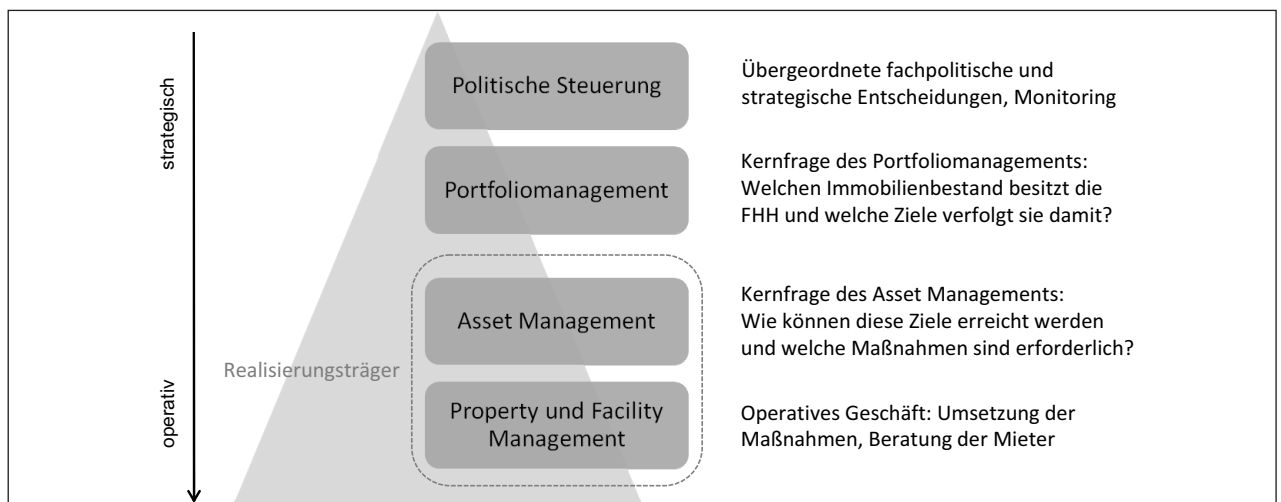 strategisch
Politische Steuerung
Übergeordnete fachpolitische und
strategische Entscheidungen, Monitoring
Portfoliomanagement
Kernfrage des Portfoliomanagements:
Welchen Immobilienbestand besitzt die
FHH und welche Ziele verfolgt sie damit?
Asset Management
Kernfrage des Asset Managements:
Wie können diese Ziele erreicht werden
und welche Maßnahmen sind erforderlich?
Realisierungsträger
operativ
Property und Facility
Management
Operatives Geschäft: Umsetzung der
Maßnahmen, Beratung der Mieter